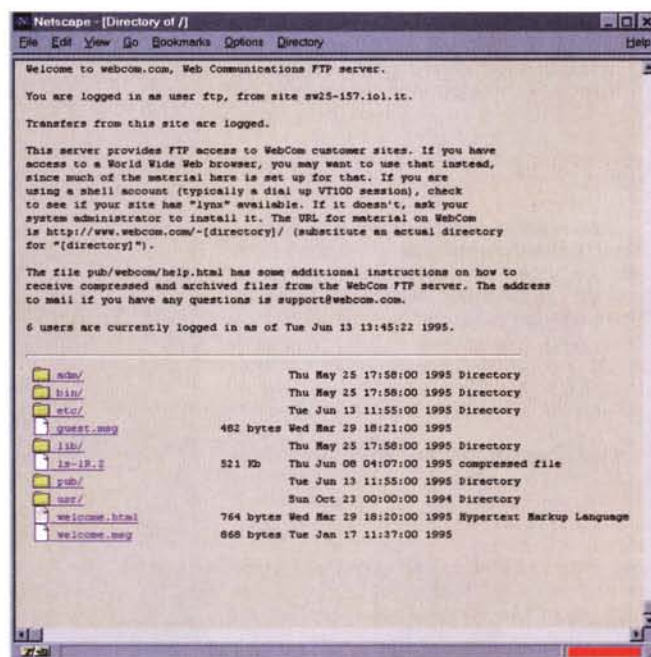 Netscape - [Directory of /]
File Edit View Go Bookmarks Options Directory Help
Welcome to webcom.com, Web Communications FTP server.
You are logged in as user ftp, from site sw25-157.iol.it.
Transfers from this site are logged.
This server provides FTP access to WebCom customer sites. If you have
access to a World Wide Web browser, you may want to use that instead,
since much of the material here is set up for that. If you are
using a shell account (typically a dial up VT100 session), check
to see if your site has "lynx" available. If it doesn't, ask your
system administrator to install it. The URL for material on WebCom
is http://www.webcom.com/~[directory]/ (substitute an actual directory
for "[directory]").
The file pub/webcom/help.html has some additional instructions on how to
receive compressed and archived files from the WebCom FTP server. The address
to mail if you have any questions is support@webcom.com.
6 users are currently logged in as of Tue Jun 13 13:45:22 1995.
adm/ Thu May 25 17:58:00 1995 Directory
bin/ Thu May 25 17:58:00 1995 Directory
etc/ Tue Jun 13 11:55:00 1995 Directory
guest.msg 482 bytes Wed Mar 29 18:21:00 1995
lib/ Thu May 25 17:58:00 1995 Directory
ls-lR.Z 521 Kb Thu Jun 08 04:07:00 1995 compressed file
pub/ Tue Jun 13 11:55:00 1995 Directory
usr/ Sun Oct 23 00:00:00 1994 Directory
welcome.html 764 bytes Wed Mar 29 18:20:00 1995 Hypertext Markup Language
welcome.msg 868 bytes Tue Jan 17 11:37:00 1995